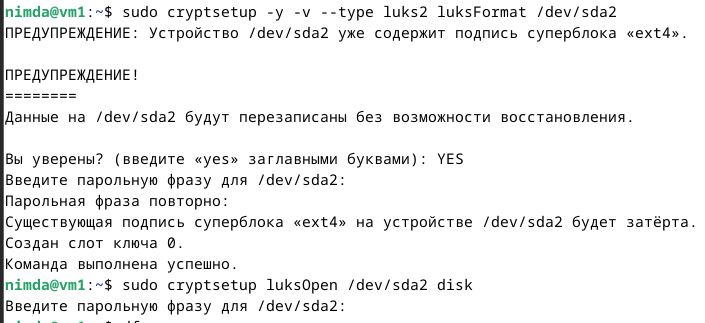 nimda@vm1:~$ sudo cryptsetup -y -v --type luks2 luksFormat /dev/sda2
ПРЕДУПРЕЖДЕНИЕ: Устройство /dev/sda2 уже содержит подпись суперблока «ext4».
ПРЕДУПРЕЖДЕНИЕ!
========
Данные на /dev/sda2 будут перезаписаны без возможности восстановления.
Вы уверены? (введите «yes» заглавными буквами): YES
Введите парольную фразу для /dev/sda2:
Парольная фраза повторно:
Существующая подпись суперблока «ext4» на устройстве /dev/sda2 будет затёрта.
Создан слот ключа 0.
Команда выполнена успешно.
nimda@vm1:~$ sudo cryptsetup luksOpen /dev/sda2 disk
Введите парольную фразу для /dev/sda2: